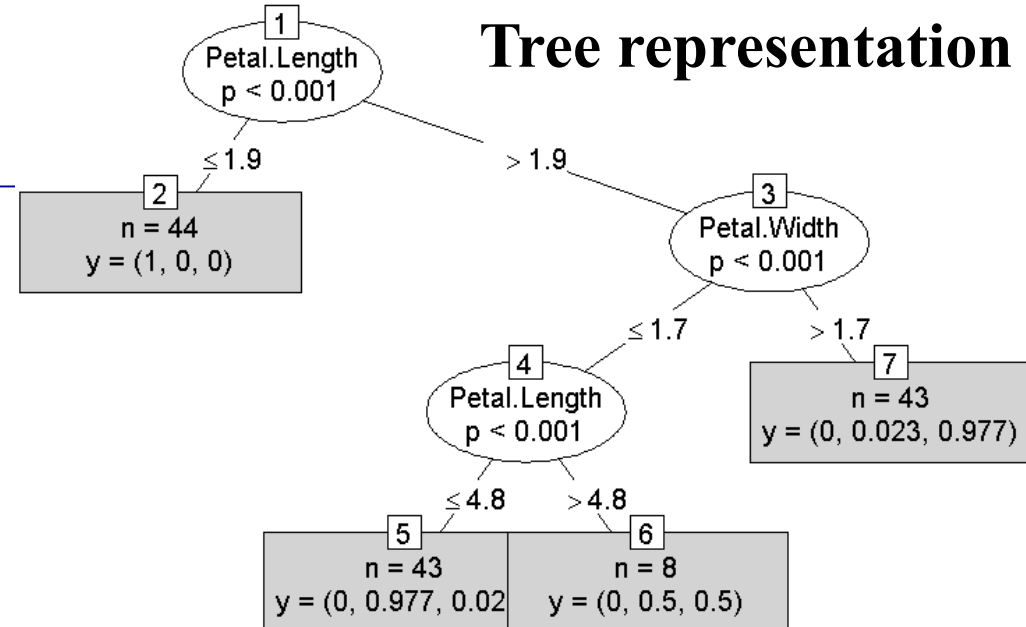 Tree representation
1
Petal.Length
p < 0.001
≤ 1.9
> 1.9
2
n = 44
y = (1, 0, 0)
3
Petal.Width
p < 0.001
≤ 1.7
> 1.7
4
Petal.Length
p < 0.001
7
n = 43
y = (0, 0.023, 0.977)
≤ 4.8
> 4.8
5
n = 43
y = (0, 0.977, 0.02
6
n = 8
y = (0, 0.5, 0.5)